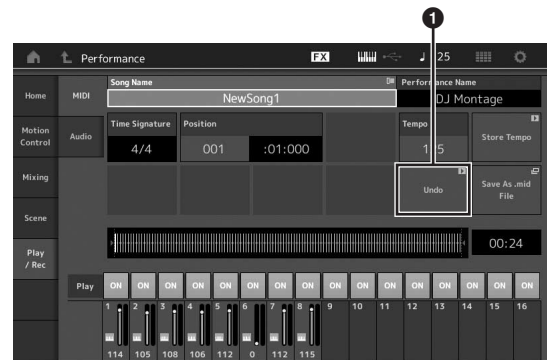 1
Performance FX 125
Song Name Performance Name
NewSong1 DJ Montage
Home MIDI
Motion Control Audio
Time Signature Position Tempo
4/4 001 :01:000 125
Store Tempo
Mixing
Undo Save As .mid File
Scene
Play / Rec
00:24
Play ON ON ON ON ON ON ON ON ON ON ON ON ON ON ON ON
1 2 3 4 5 6 7 8 9 10 11 12 13 14 15 16
114 105 108 106 112 0 112 115